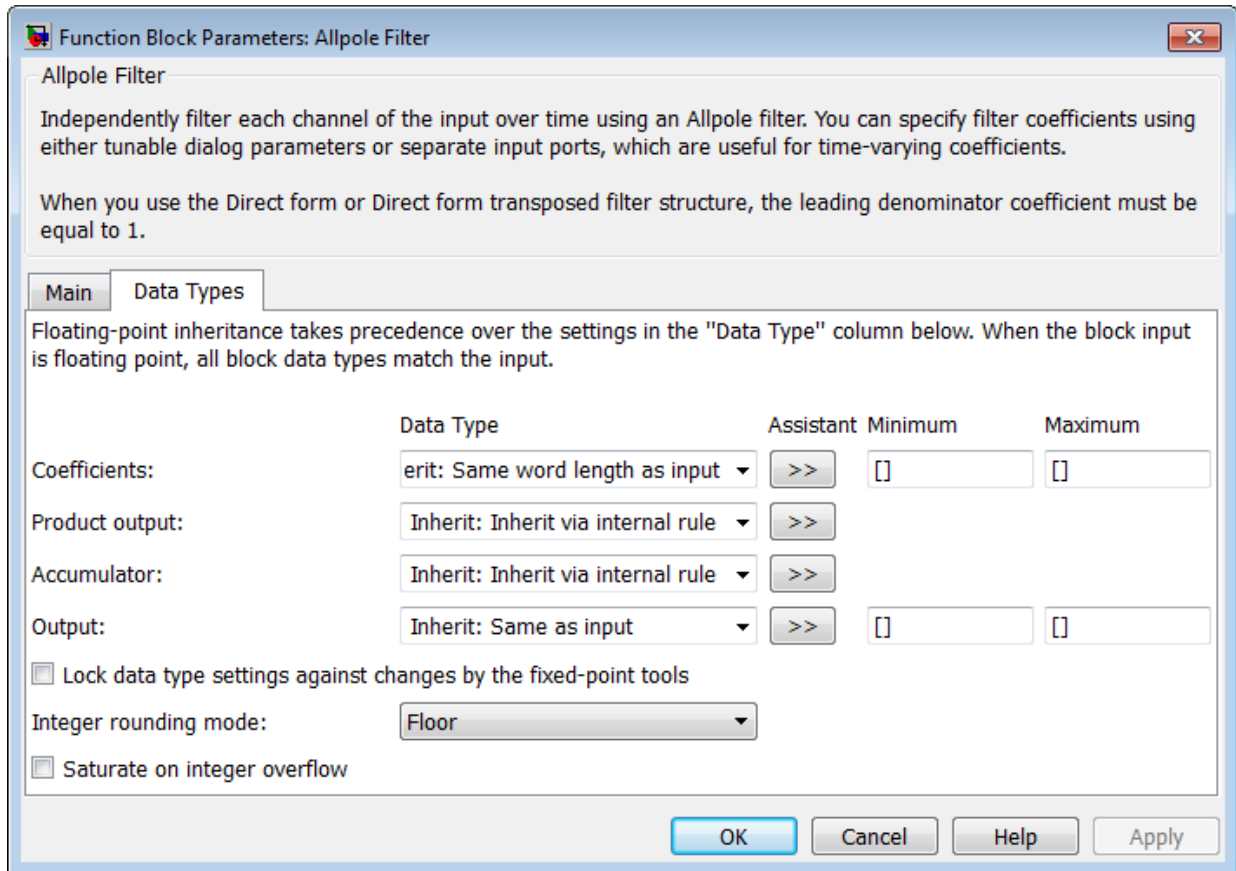 Function Block Parameters: Allpole Filter
Allpole Filter
Independently filter each channel of the input over time using an Allpole filter. You can specify filter coefficients using
either tunable dialog parameters or separate input ports, which are useful for time-varying coefficients.
When you use the Direct form or Direct form transposed filter structure, the leading denominator coefficient must be
equal to 1.
Main Data Types
Floating-point inheritance takes precedence over the settings in the "Data Type" column below. When the block input
is floating point, all block data types match the input.
Data Type Assistant Minimum Maximum
Coefficients: erit: Same word length as input >> [] []
Product output: Inherit: Inherit via internal rule >>
Accumulator: Inherit: Inherit via internal rule >>
Output: Inherit: Same as input >> [] []
Lock data type settings against changes by the fixed-point tools
Integer rounding mode: Floor
Saturate on integer overflow
OK Cancel Help Apply